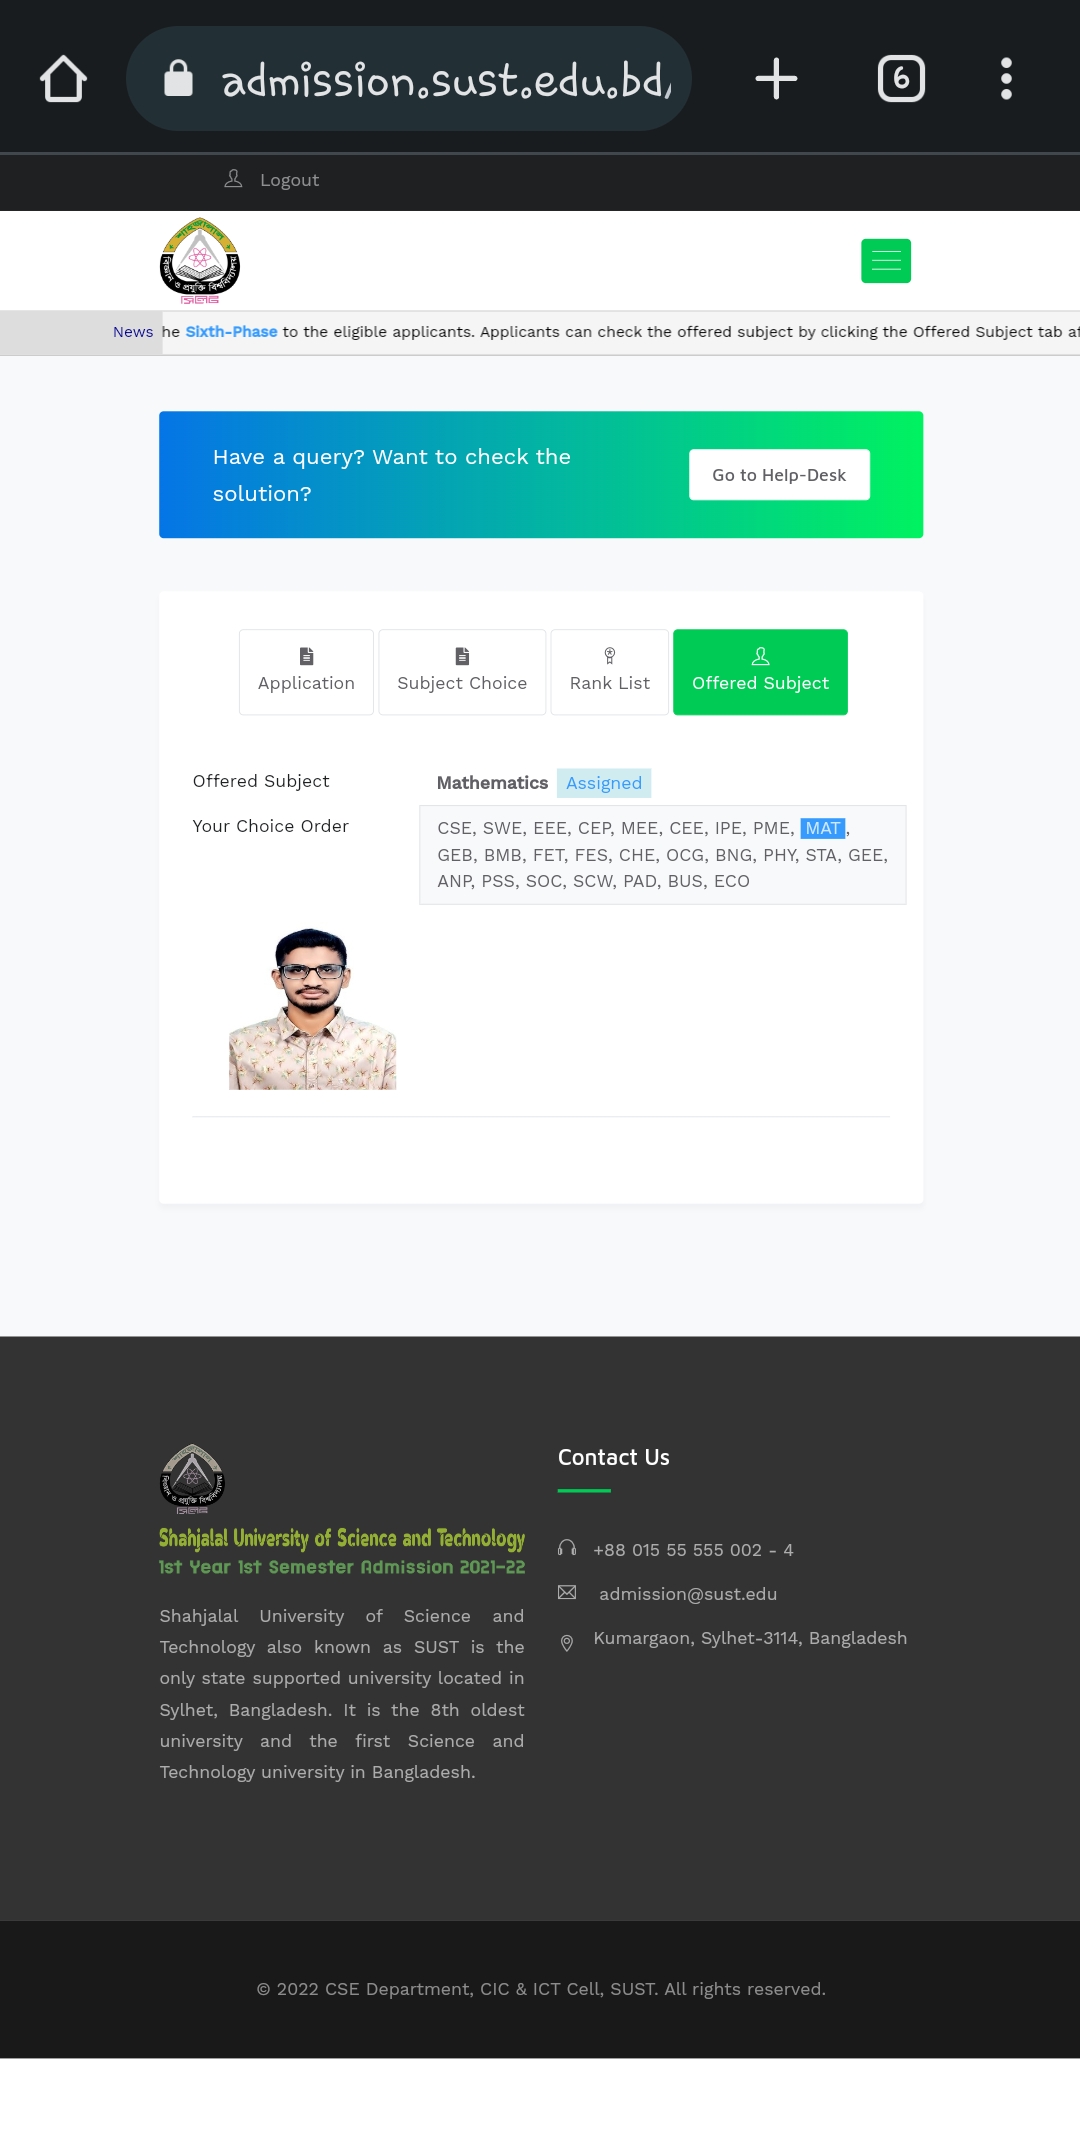 admission.sust.edu.bd/
6
Logout
শাহজালাল
বিজ্ঞান ও প্রযুক্তি বিশ্ববিদ্যালয়
সিলেট
News he Sixth-Phase to the eligible applicants. Applicants can check the offered subject by clicking the Offered Subject tab af
Have a query? Want to check the
solution?
Go to Help-Desk
Application Subject Choice Rank List Offered Subject
Offered Subject Mathematics Assigned
Your Choice Order CSE, SWE, EEE, CEP, MEE, CEE, IPE, PME, MAT,
GEB, BMB, FET, FES, CHE, OCG, BNG, PHY, STA, GEE,
ANP, PSS, SOC, SCW, PAD, BUS, ECO
বিজ্ঞান ও প্রযুক্তি বিশ্ববিদ্যালয়
Shahjalal University of Science and Technology
1st Year 1st Semester Admission 2021-22
Shahjalal University of Science and
Technology also known as SUST is the
only state supported university located in
Sylhet, Bangladesh. It is the 8th oldest
university and the first Science and
Technology university in Bangladesh.
Contact Us
+88 015 55 555 002 - 4
admission@sust.edu
Kumargaon, Sylhet-3114, Bangladesh
© 2022 CSE Department, CIC & ICT Cell, SUST. All rights reserved.